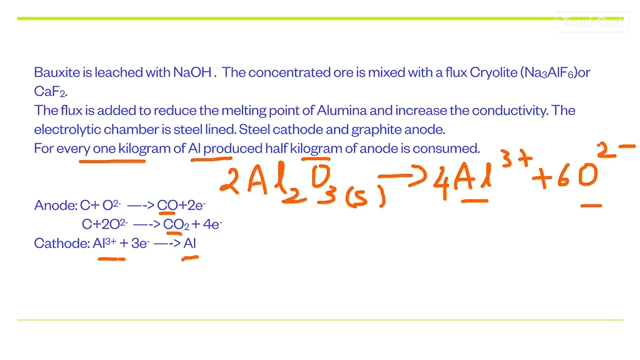 Bauxite is leached with NaOH . The concentrated ore is mixed with a flux Cryolite (Na₃AlF₆)or
CaF₂.
The flux is added to reduce the melting point of Alumina and increase the conductivity. The
electrolytic chamber is steel lined. Steel cathode and graphite anode.
For every one kilogram of Al produced half kilogram of anode is consumed.
2Al₂O₃(s) —> 4Al³⁺ + 6O²⁻
Anode: C+ O²⁻ —-> CO+2e⁻
C+2O²⁻ —-> CO₂ + 4e⁻
Cathode: Al³⁺ + 3e⁻ —-> Al